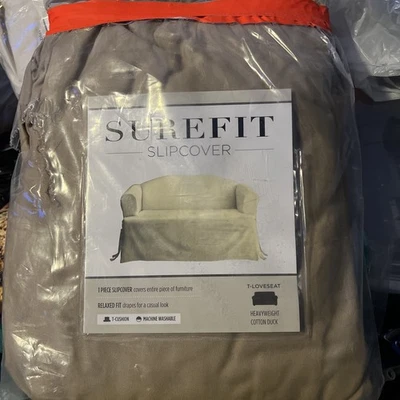 SUREFIT
SLIPCOVER
1 PIECE SLIPCOVER covers entire piece of furniture
RELAXED FIT drapes for a casual look
T-CUSHION MACHINE WASHABLE
T-LOVESEAT
HEAVYWEIGHT
COTTON DUCK